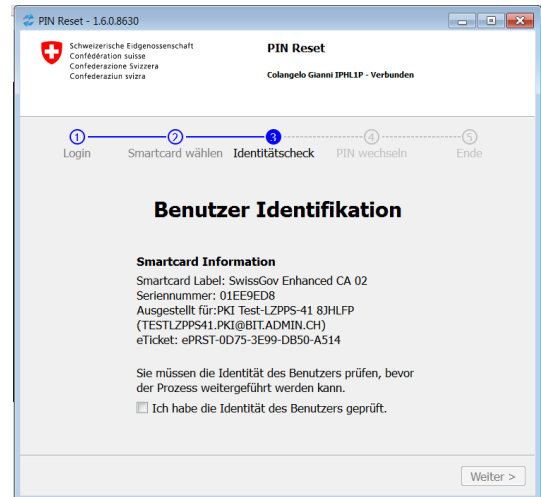 PIN Reset - 1.6.0.8630
Schweizerische Eidgenossenschaft
Confédération suisse
Confederazione Svizzera
Confederaziun svizra
PIN Reset
Colangelo Gianni IPHL1P - Verbunden
1 2 3 4 5
Login Smartcard wählen Identitätscheck PIN wechseln Ende
Benutzer Identifikation
Smartcard Information
Smartcard Label: SwissGov Enhanced CA 02
Seriennummer: 01EE9ED8
Ausgestellt für:PKI Test-LZPPS-41 8JHLFP
(TESTLZPPS41.PKI@BIT.ADMIN.CH)
eTicket: ePRST-0D75-3E99-DB50-A514
Sie müssen die Identität des Benutzers prüfen, bevor
der Prozess weitergeführt werden kann.
Ich habe die Identität des Benutzers geprüft.
Weiter >